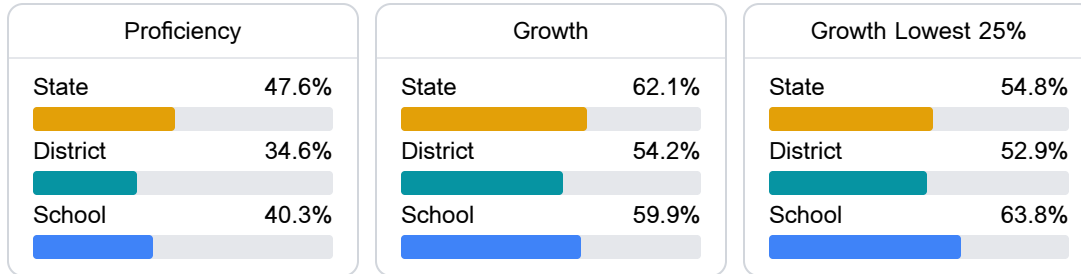 Proficiency
State 47.6%
District 34.6%
School 40.3%
Growth
State 62.1%
District 54.2%
School 59.9%
Growth Lowest 25%
State 54.8%
District 52.9%
School 63.8%